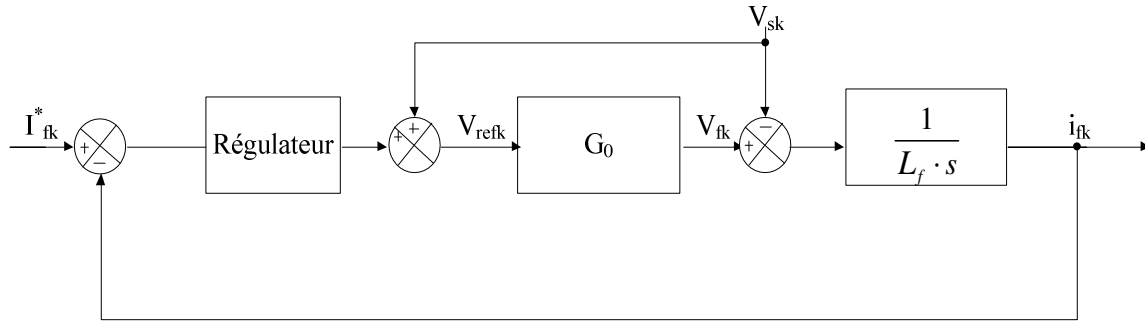 V_sk
I*_fk
+
−
Régulateur
+
+
V_refk
G_0
V_fk
−
+
1
L_f · s
i_fk